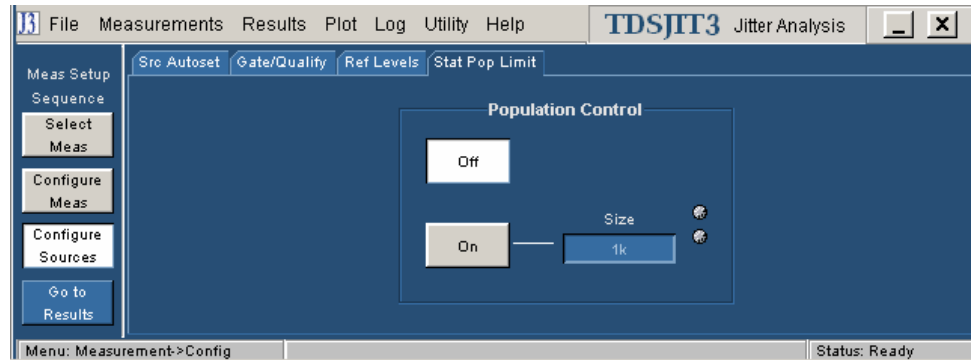 J3 File Measurements Results Plot Log Utility Help TDSJIT3 Jitter Analysis
Src Autoset Gate/Qualify Ref Levels Stat Pop Limit
Meas Setup
Sequence
Select
Meas
Configure
Meas
Configure
Sources
Go to
Results
Population Control
Off
On
Size
1k
Menu: Measurement->Config
Status: Ready